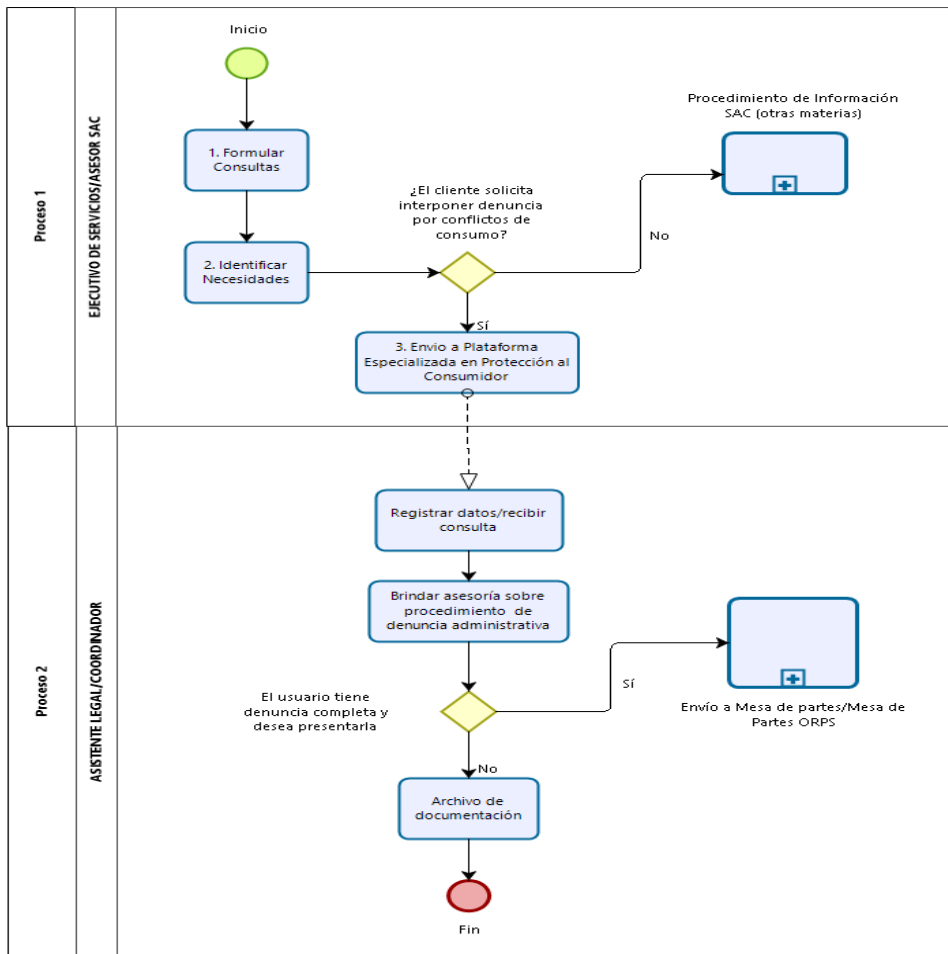 Proceso 1
EJECUTIVO DE SERVICIOS/ASESOR SAC
Inicio
1. Formular
Consultas
2. Identificar
Necesidades
¿El cliente solicita
interponer denuncia
por conflictos de
consumo?
No
Procedimiento de Información
SAC (otras materias)
Sí
3. Envio a Plataforma
Especializada en Protección al
Consumidor
Proceso 2
ASISTENTE LEGAL/COORDINADOR
Registrar datos/recibir
consulta
Brindar asesoría sobre
procedimiento de
denuncia administrativa
El usuario tiene
denuncia completa y
desea presentarla
Sí
Envío a Mesa de partes/Mesa de
Partes ORPS
No
Archivo de
documentación
Fin